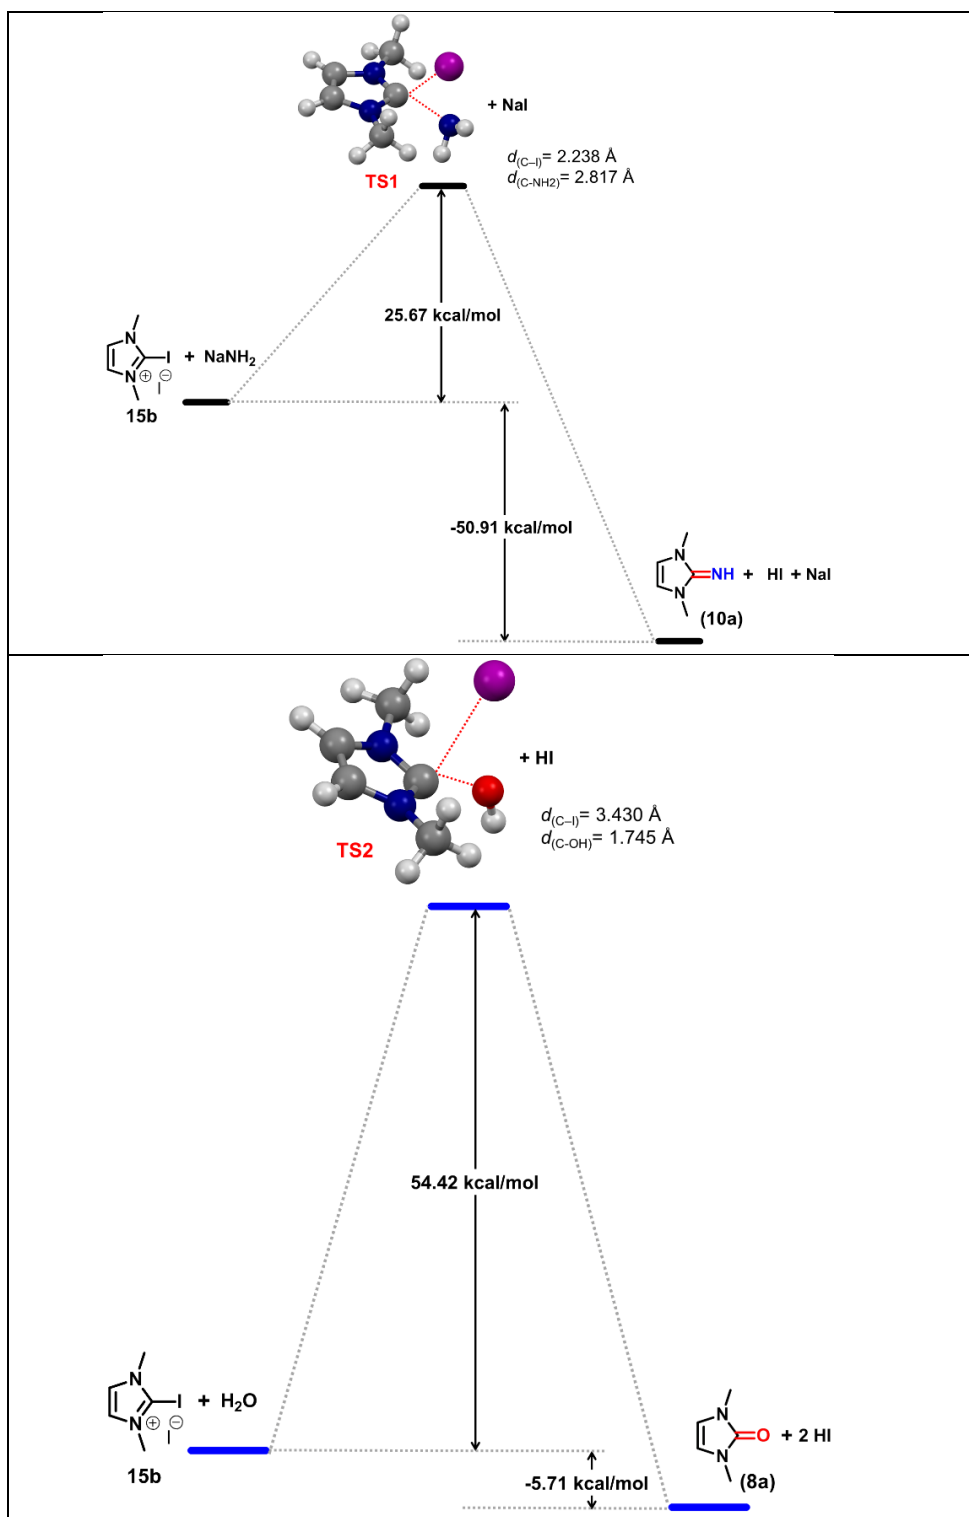 + NaI
d(C–I)= 2.238 Å
d(C-NH2)= 2.817 Å
TS1
25.67 kcal/mol
N
I + NaNH₂
N ⊕ ⊖
I
15b
-50.91 kcal/mol
N
NH + HI + NaI
N
(10a)
+ HI
d(C–I)= 3.430 Å
d(C-OH)= 1.745 Å
TS2
54.42 kcal/mol
N
I + H₂O
N ⊕ ⊖
I
15b
N
O + 2 HI
N
(8a)
-5.71 kcal/mol